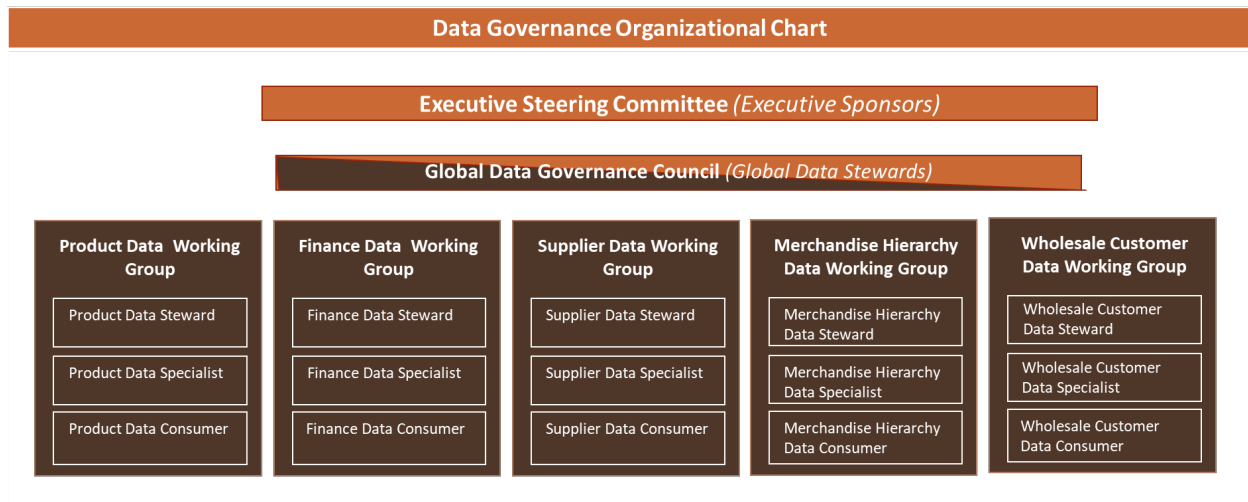 Data Governance Organizational Chart
Executive Steering Committee (Executive Sponsors)
Global Data Governance Council (Global Data Stewards)
Product Data Working
Group
Product Data Steward
Product Data Specialist
Product Data Consumer
Finance Data Working
Group
Finance Data Steward
Finance Data Specialist
Finance Data Consumer
Supplier Data Working
Group
Supplier Data Steward
Supplier Data Specialist
Supplier Data Consumer
Merchandise Hierarchy
Data Working Group
Merchandise Hierarchy
Data Steward
Merchandise Hierarchy
Data Specialist
Merchandise Hierarchy
Data Consumer
Wholesale Customer
Data Working Group
Wholesale Customer
Data Steward
Wholesale Customer
Data Specialist
Wholesale Customer
Data Consumer